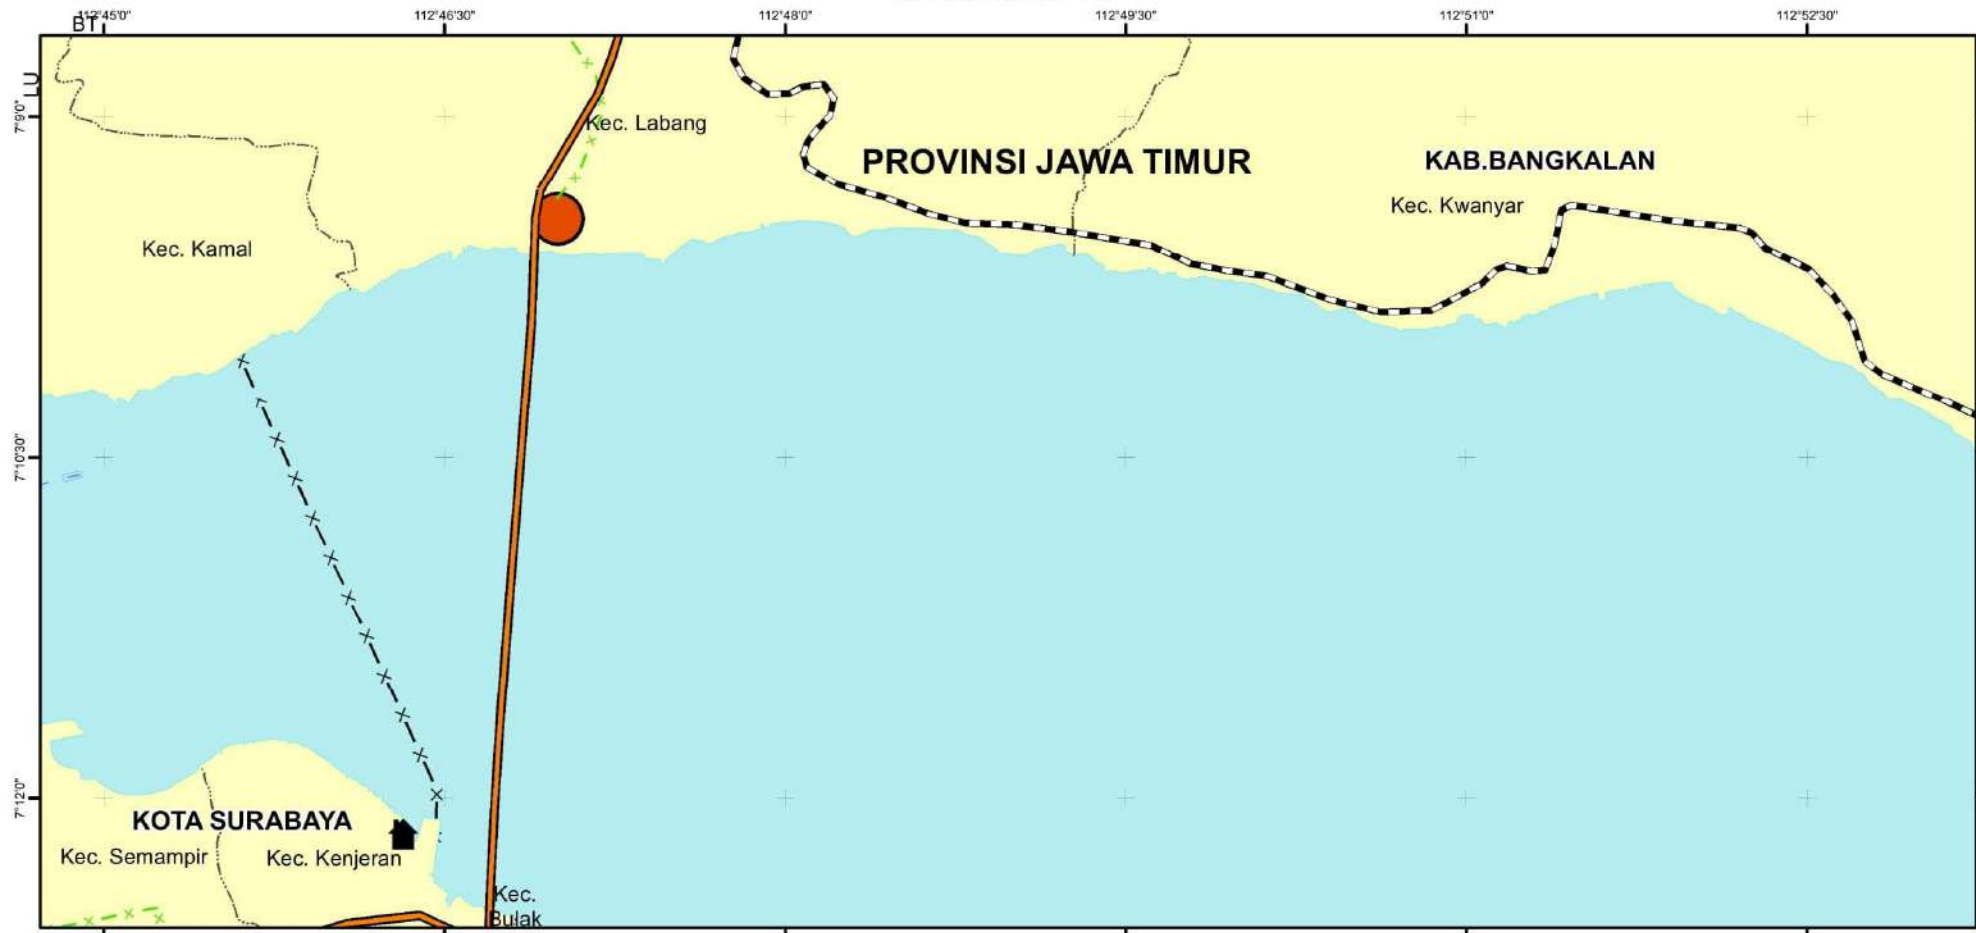 112°45'0"
112°46'30"
112°48'0"
112°49'30"
112°51'0"
112°52'30"
BT
LU
7°9'0"
Kec. Labang
PROVINSI JAWA TIMUR
KAB.BANGKALAN
Kec. Kwanyar
Kec. Kamal
7°10'30"
7°12'0"
KOTA SURABAYA
Kec. Semampir
Kec. Kenjeran
Kec.
Bulak